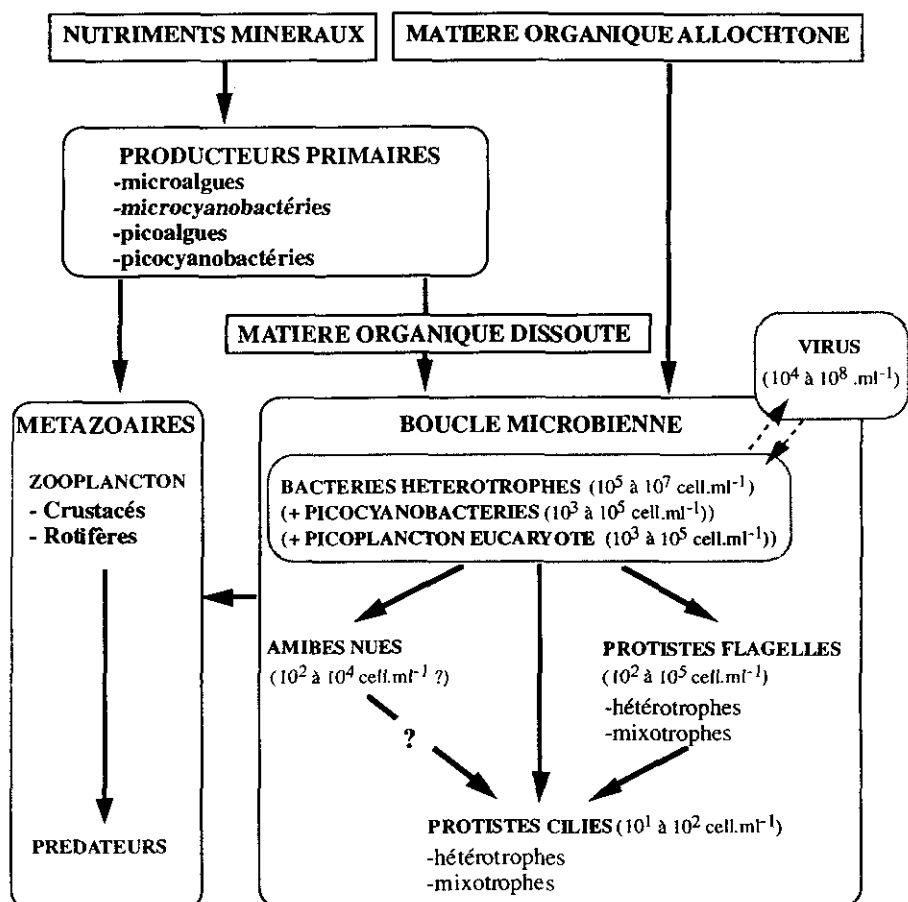 NUTRIMENTS MINERAUX
MATIERE ORGANIQUE ALLOCHTONE
PRODUCTEURS PRIMAIRES
-microalgues
-microcyanobactéries
-picoalgues
-picocyanobactéries
MATIERE ORGANIQUE DISSOUTE
VIRUS
(10⁴ à 10⁸ .ml⁻¹)
METAZOAIRES
ZOOPLANCTON
- Crustacés
- Rotifères
PREDATEURS
BOUCLE MICROBIENNE
BACTERIES HETEROTROPHES (10⁵ à 10⁷ cell.ml⁻¹)
(+ PICOCYANOBACTERIES (10³ à 10⁵ cell.ml⁻¹))
(+ PICOPLANCTON EUCARYOTE (10³ à 10⁵ cell.ml⁻¹))
AMIBES NUES
(10² à 10⁴ cell.ml⁻¹ ?)
?
PROTISTES FLAGELLES
(10² à 10⁵ cell.ml⁻¹)
-hétérotrophes
-mixotrophes
PROTISTES CILIES (10¹ à 10² cell.ml⁻¹)
-hétérotrophes
-mixotrophes